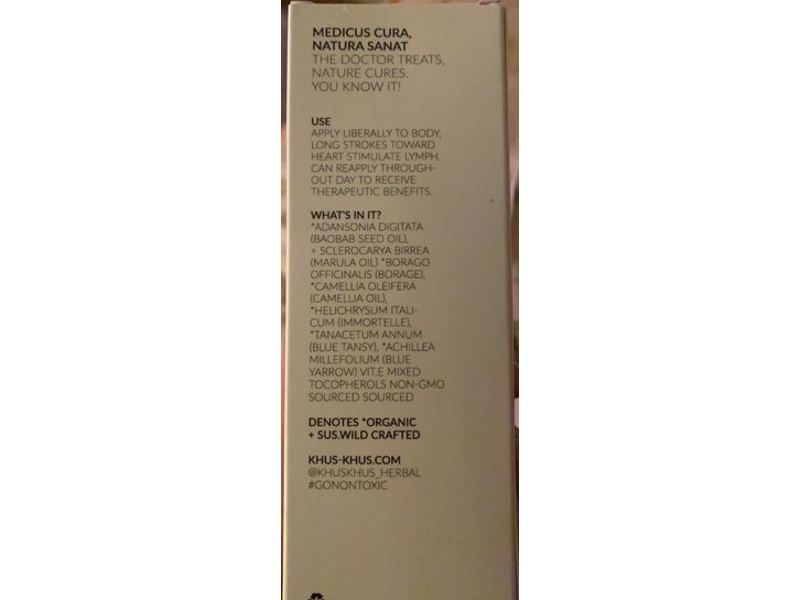 MEDICUS CURA,
NATURA SANAT
THE DOCTOR TREATS,
NATURE CURES.
YOU KNOW IT!
USE
APPLY LIBERALLY TO BODY,
LONG STROKES TOWARD
HEART STIMULATE LYMPH.
CAN REAPPLY THROUGH-
OUT DAY TO RECEIVE
THERAPEUTIC BENEFITS.
WHAT'S IN IT?
*ADANSONIA DIGITATA
(BAOBAB SEED OIL),
+ SCLEROCARYA BIRREA
(MARULA OIL) *BORAGO
OFFICINALIS (BORAGE),
*CAMELLIA OLEIFERA
(CAMELLIA OIL),
*HELICHRYSUM ITALI-
CUM (IMMORTELLE),
*TANACETUM ANNUM
(BLUE TANSY), *ACHILLEA
MILLEFOLIUM (BLUE
YARROW) VIT.E MIXED
TOCOPHEROLS NON-GMO
SOURCED SOURCED
DENOTES *ORGANIC
+ SUS.WILD CRAFTED
KHUS-KHUS.COM
@KHUSKHUS_HERBAL
#GONONTOXIC